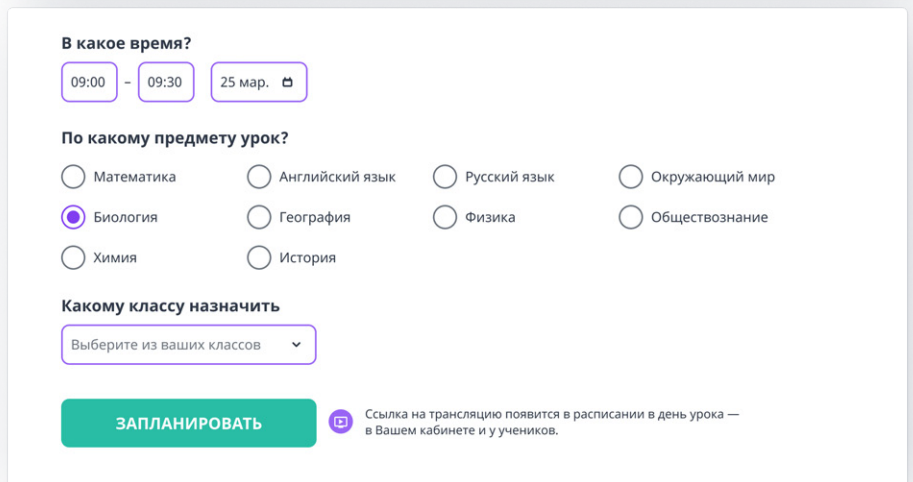 В какое время?
09:00 – 09:30 25 мар.
По какому предмету урок?
Математика Английский язык Русский язык Окружающий мир
Биология География Физика Обществознание
Химия История
Какому классу назначить
Выберите из ваших классов
ЗАПЛАНИРОВАТЬ
Ссылка на трансляцию появится в расписании в день урока —
в Вашем кабинете и у учеников.